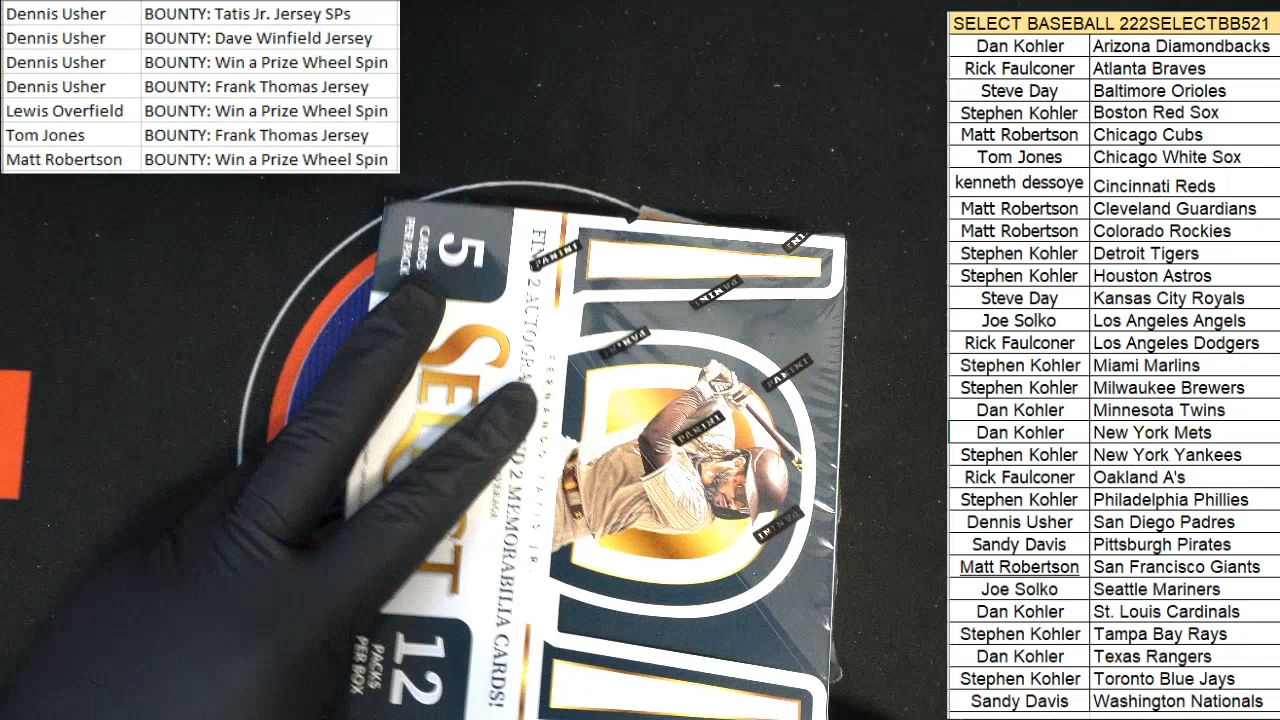 Dennis Usher BOUNTY: Tatis Jr. Jersey SPs
Dennis Usher BOUNTY: Dave Winfield Jersey
Dennis Usher BOUNTY: Win a Prize Wheel Spin
Dennis Usher BOUNTY: Frank Thomas Jersey
Lewis Overfield BOUNTY: Win a Prize Wheel Spin
Tom Jones BOUNTY: Frank Thomas Jersey
Matt Robertson BOUNTY: Win a Prize Wheel Spin
SELECT BASEBALL 222SELECTBB521
Dan Kohler Arizona Diamondbacks
Rick Faulconer Atlanta Braves
Steve Day Baltimore Orioles
Stephen Kohler Boston Red Sox
Matt Robertson Chicago Cubs
Tom Jones Chicago White Sox
kenneth dessoye Cincinnati Reds
Matt Robertson Cleveland Guardians
Matt Robertson Colorado Rockies
Stephen Kohler Detroit Tigers
Stephen Kohler Houston Astros
Steve Day Kansas City Royals
Joe Solko Los Angeles Angels
Rick Faulconer Los Angeles Dodgers
Stephen Kohler Miami Marlins
Stephen Kohler Milwaukee Brewers
Dan Kohler Minnesota Twins
Dan Kohler New York Mets
Stephen Kohler New York Yankees
Rick Faulconer Oakland A's
Stephen Kohler Philadelphia Phillies
Dennis Usher San Diego Padres
Sandy Davis Pittsburgh Pirates
Matt Robertson San Francisco Giants
Joe Solko Seattle Mariners
Dan Kohler St. Louis Cardinals
Stephen Kohler Tampa Bay Rays
Dan Kohler Texas Rangers
Stephen Kohler Toronto Blue Jays
Sandy Davis Washington Nationals
5
CARDS
PER PACK
12
PACKS
PER BOX
2 MEMORABILIA CARDS!
PANINI
PANINI
PANINI
PANINI
PANINI
PANINI